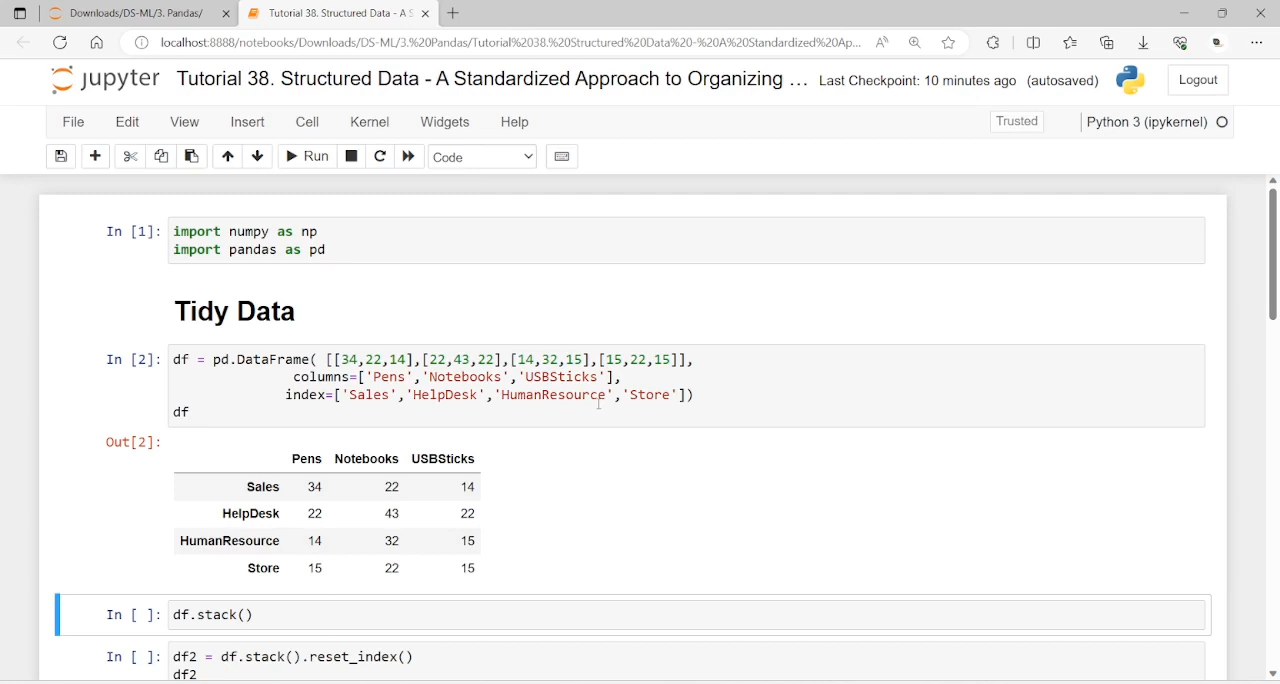 Downloads/DS-ML/3. Pandas/
Tutorial 38. Structured Data - A S
localhost:8888/notebooks/Downloads/DS-ML/3.%20Pandas/Tutorial%2038.%20Structured%20Data%20-%20A%20Standardized%20Ap...
jupyter Tutorial 38. Structured Data - A Standardized Approach to Organizing ... Last Checkpoint: 10 minutes ago (autosaved) Logout
File Edit View Insert Cell Kernel Widgets Help Trusted Python 3 (ipykernel)
Run Code
In [1]: import numpy as np
import pandas as pd
Tidy Data
In [2]: df = pd.DataFrame( [[34,22,14],[22,43,22],[14,32,15],[15,22,15]],
columns=['Pens','Notebooks','USBSticks'],
index=['Sales','HelpDesk','HumanResource','Store'])
df
Out[2]:
Pens Notebooks USBSticks
Sales 34 22 14
HelpDesk 22 43 22
HumanResource 14 32 15
Store 15 22 15
In [ ]: df.stack()
In [ ]: df2 = df.stack().reset_index()
df2